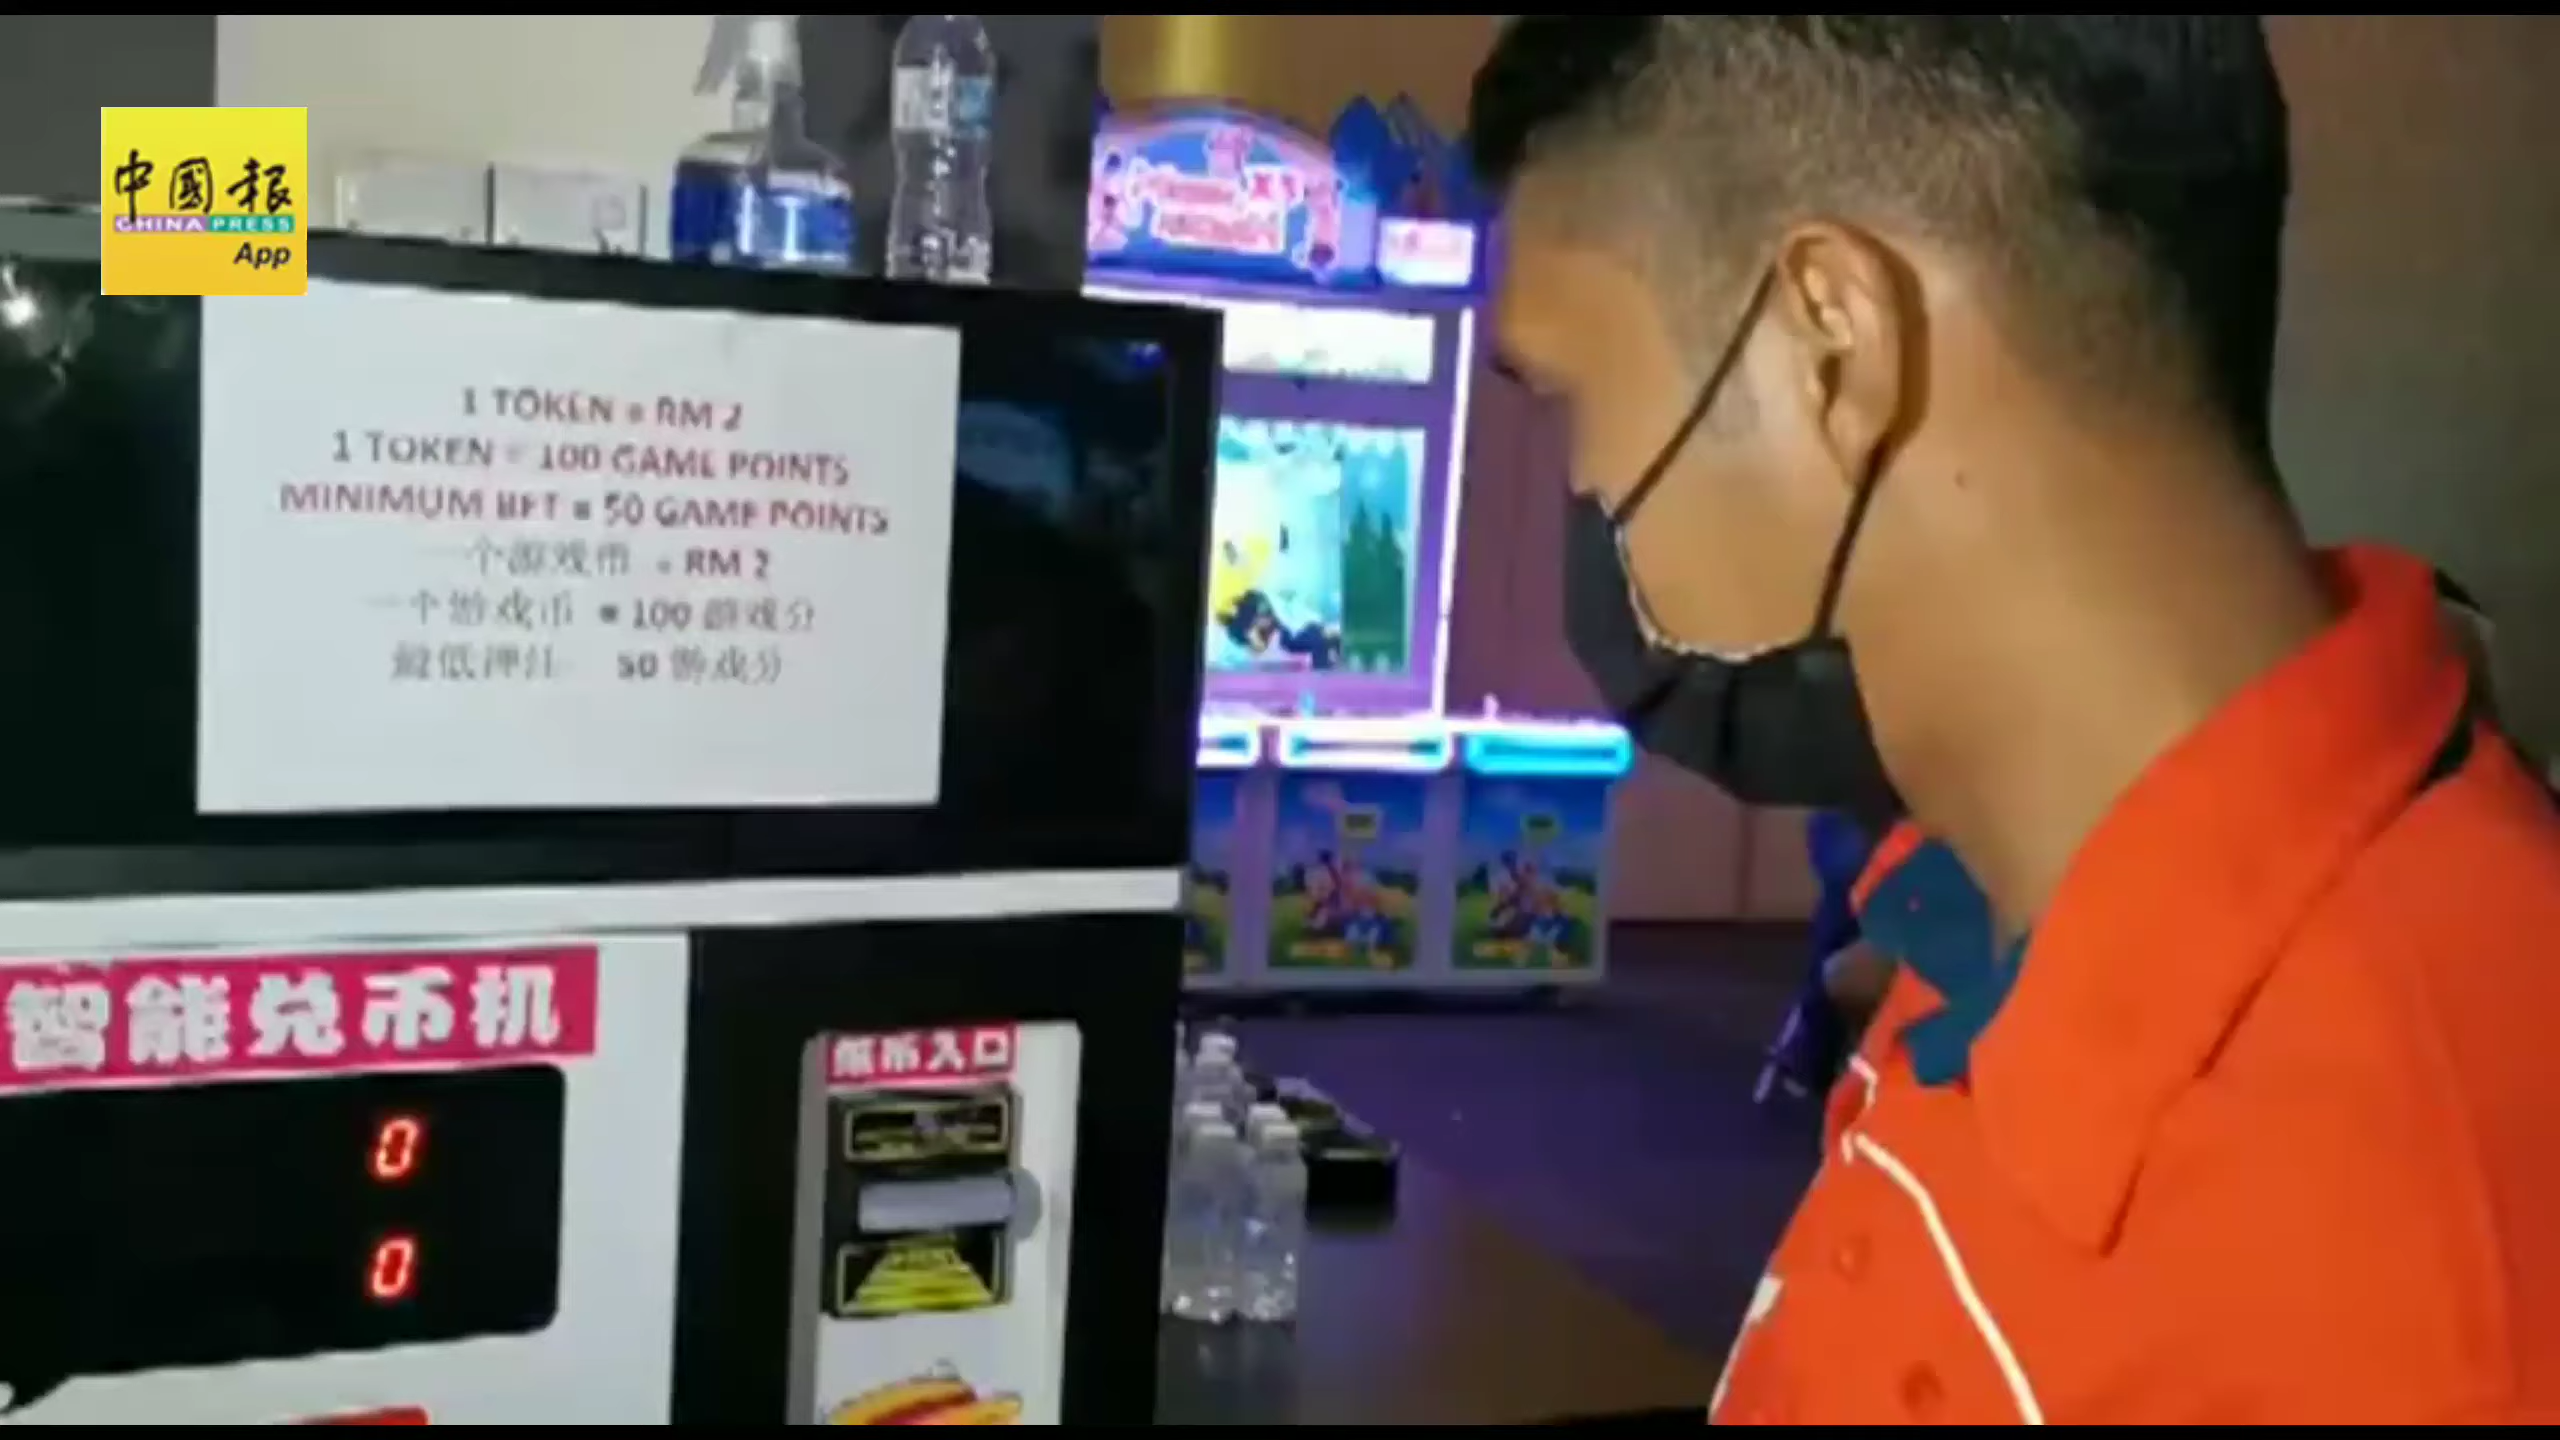 中國報
CHINA PRESS
App
1 TOKEN = RM 2
1 TOKEN = 100 GAME POINTS
MINIMUM BET = 50 GAME POINTS
一个游戏币 = RM 2
一个游戏币 = 100 游戏分
最低押注 50 游戏分
智能兑币机
纸币入口
0
0